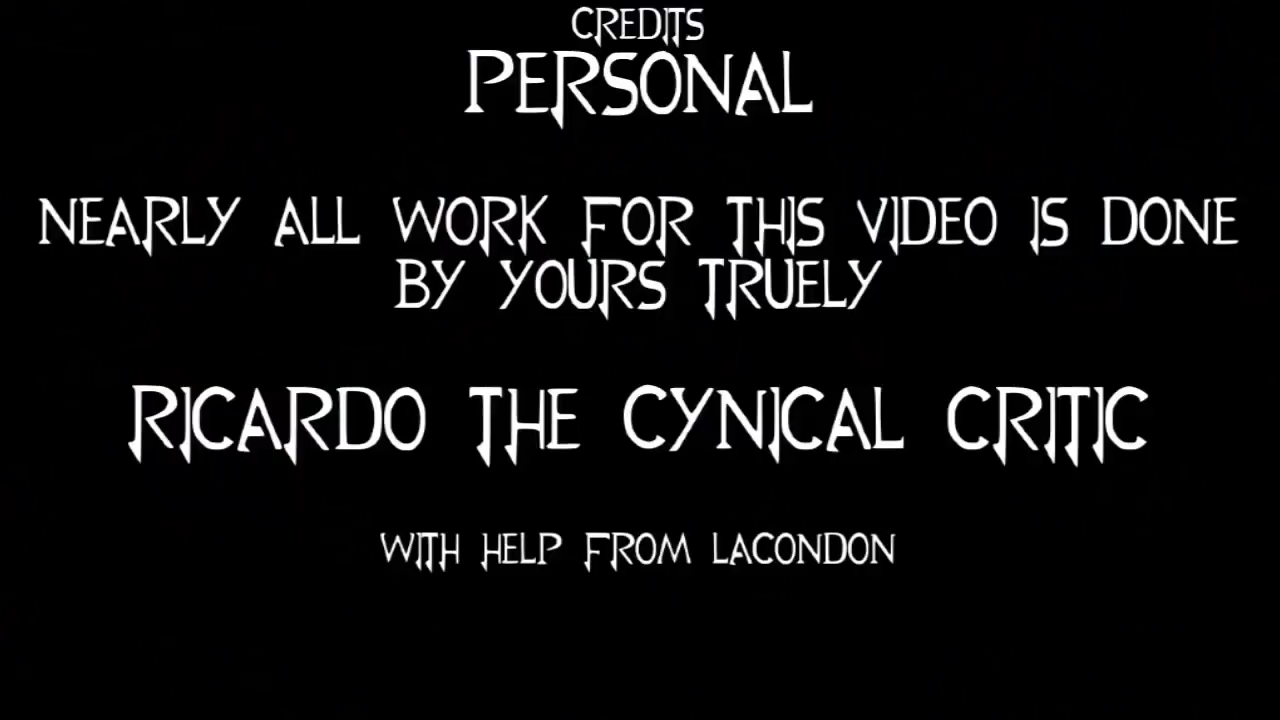 CREDITS
PERSONAL
NEARLY ALL WORK FOR THIS VIDEO IS DONE
BY YOURS TRUELY
RICARDO THE CYNICAL CRITIC
WITH HELP FROM LACONDON